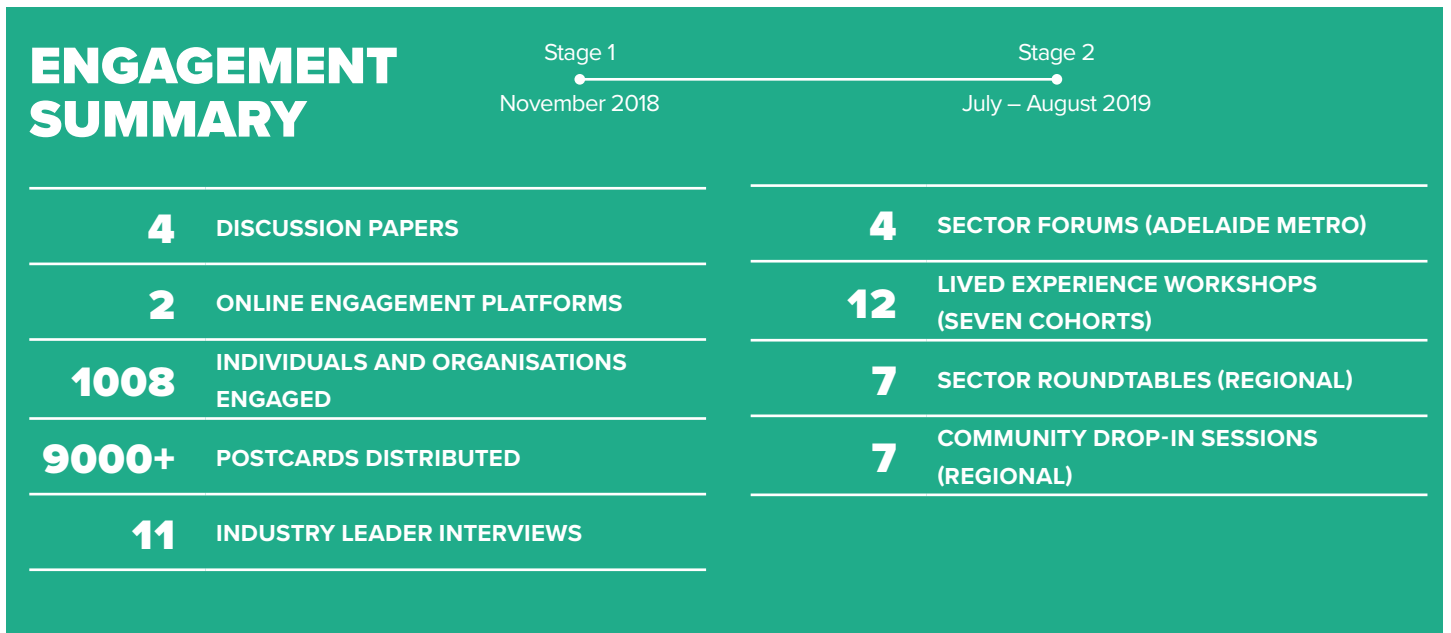 ENGAGEMENT
SUMMARY
Stage 1
November 2018
Stage 2
July – August 2019
4 DISCUSSION PAPERS
2 ONLINE ENGAGEMENT PLATFORMS
1008 INDIVIDUALS AND ORGANISATIONS
ENGAGED
9000+ POSTCARDS DISTRIBUTED
11 INDUSTRY LEADER INTERVIEWS
4 SECTOR FORUMS (ADELAIDE METRO)
12 LIVED EXPERIENCE WORKSHOPS
(SEVEN COHORTS)
7 SECTOR ROUNDTABLES (REGIONAL)
7 COMMUNITY DROP-IN SESSIONS
(REGIONAL)